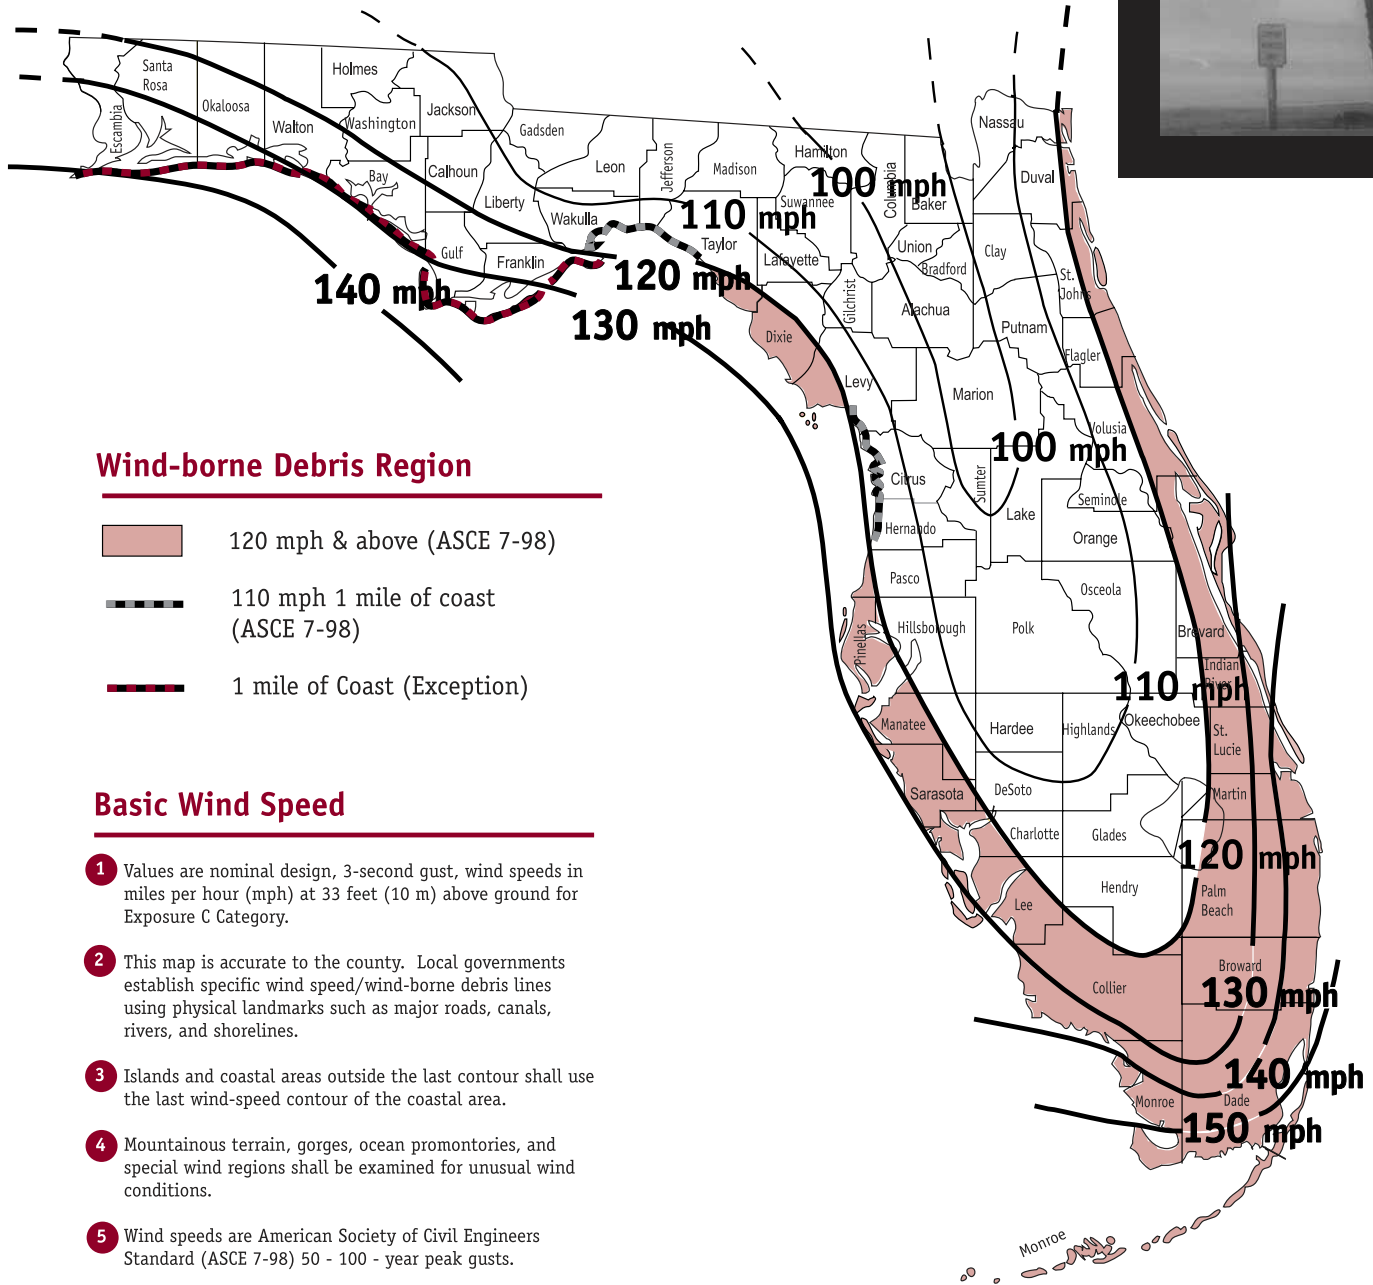 Santa
Rosa
Holmes
Okaloosa
Escambia
Walton
Washington
Jackson
Gadsden
Bay
Calhoun
Liberty
Leon
Jefferson
Madison
Hamilton
Nassau
100 mph
Suwannee
Columbia
Baker
Duval
Gulf
Franklin
Wakulla
110 mph
Taylor
Lafayette
Union
Bradford
Clay
St.
Johns
140 mph
120 mph
130 mph
Gilchrist
Alachua
Putnam
Dixie
Flagler
Levy
Marion
Volusia
100 mph
Citrus
Sumter
Lake
Seminole
Hernando
Orange
Pasco
Osceola
Hillsborough
Polk
Pinellas
Brevard
Indian
River
110 mph
Manatee
Hardee
Highlands
Okeechobee
St.
Lucie
Sarasota
DeSoto
Martin
Charlotte
Glades
120 mph
Lee
Hendry
Palm
Beach
Collier
Broward
130 mph
140 mph
Monroe
Dade
150 mph
Monroe
Wind-borne Debris Region
120 mph & above (ASCE 7-98)
110 mph 1 mile of coast
(ASCE 7-98)
1 mile of Coast (Exception)
Basic Wind Speed
1 Values are nominal design, 3-second gust, wind speeds in
miles per hour (mph) at 33 feet (10 m) above ground for
Exposure C Category.
2 This map is accurate to the county. Local governments
establish specific wind speed/wind-borne debris lines
using physical landmarks such as major roads, canals,
rivers, and shorelines.
3 Islands and coastal areas outside the last contour shall use
the last wind-speed contour of the coastal area.
4 Mountainous terrain, gorges, ocean promontories, and
special wind regions shall be examined for unusual wind
conditions.
5 Wind speeds are American Society of Civil Engineers
Standard (ASCE 7-98) 50 - 100 - year peak gusts.